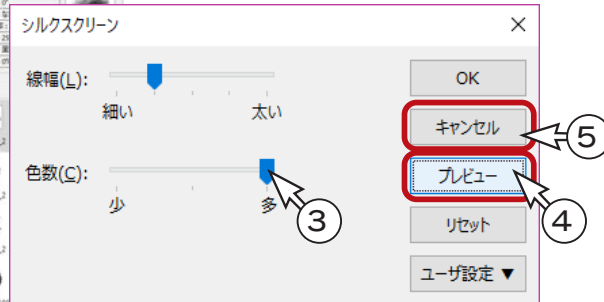 シルクスクリーン
線幅(L):
細い 太い
OK
キャンセル
⑤
色数(C):
少 多
③
プレビュー
④
リセット
ユーザ設定 ▼